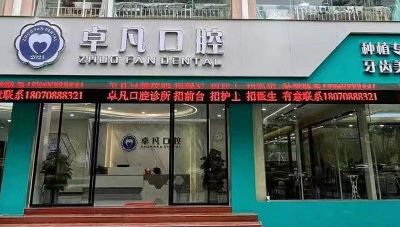 卓凡口腔
ZHUO FAN DENTAL
2021
种植专
牙齿美
联系18070888321 卓凡口腔诊所 招前台 招护士 招医生 有意联系18070888321
卓凡口腔